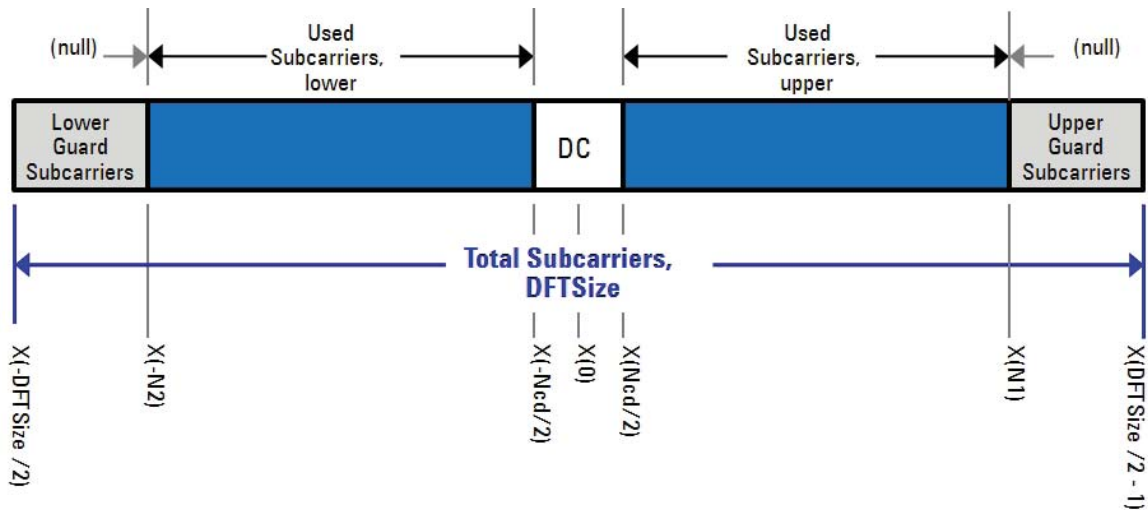 (null)
Used
Subcarriers,
lower
Used
Subcarriers,
upper
(null)
Lower
Guard
Subcarriers
DC
Upper
Guard
Subcarriers
Total Subcarriers,
DFTSize
X(-DFTSize /2)
X(-N2)
X(-Ncd/2)
X(0)
X(Ncd/2)
X(N1)
X(DFTSize /2 - 1)